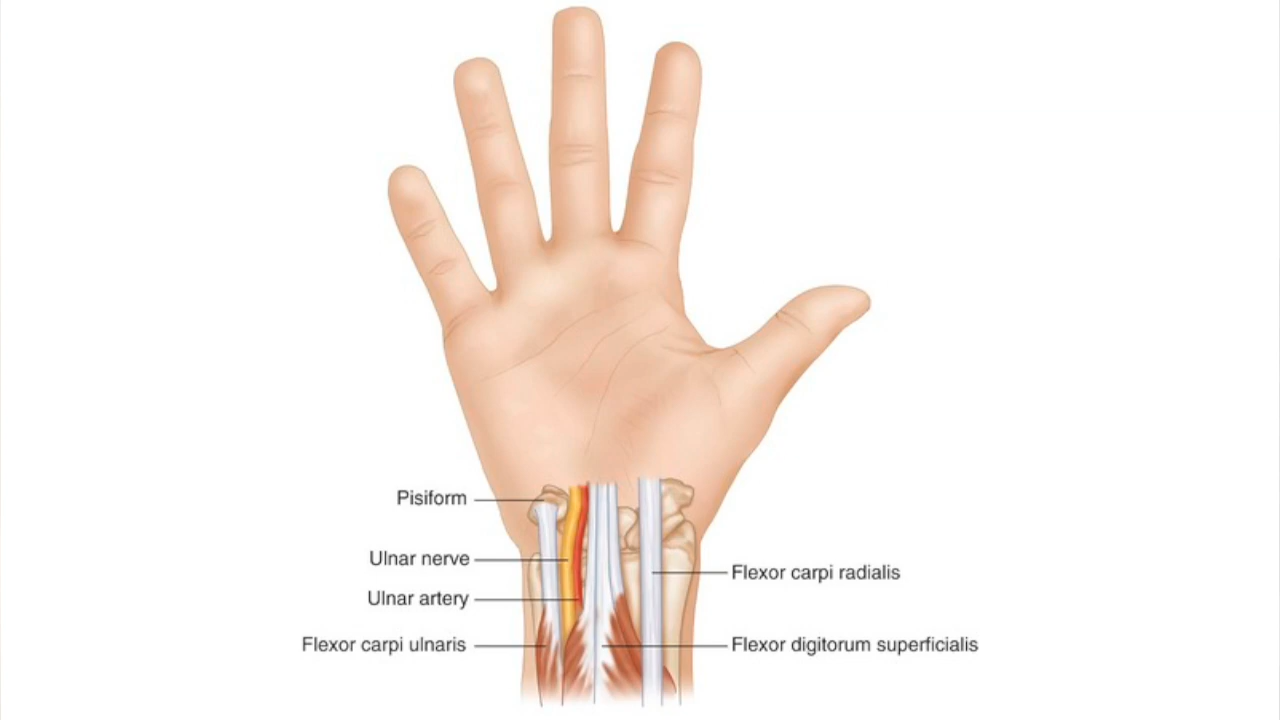 Pisiform
Ulnar nerve
Ulnar artery
Flexor carpi ulnaris
Flexor carpi radialis
Flexor digitorum superficialis